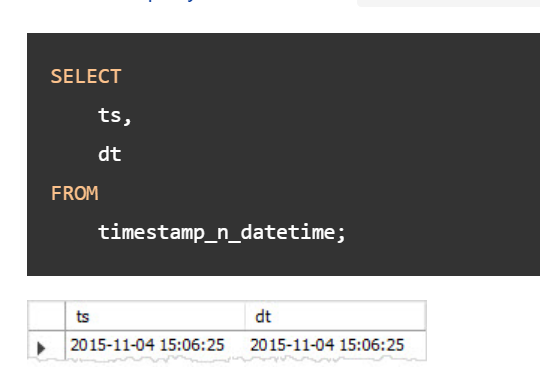 SELECT
ts,
dt
FROM
timestamp_n_datetime;
ts dt
2015-11-04 15:06:25 2015-11-04 15:06:25